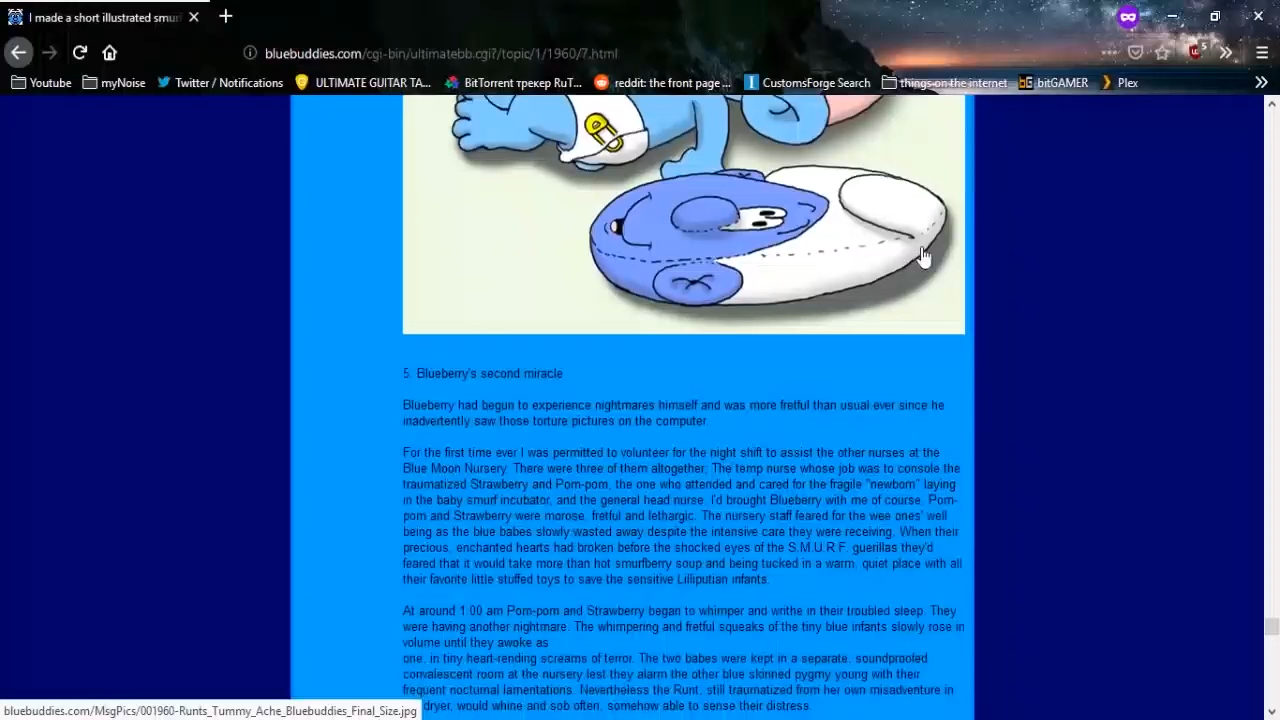 I made a short illustrated smur
bluebuddies.com/cgi-bin/ultimatebb.cgi?/topic/1/1960/7.html
5
Youtube
myNoise
Twitter / Notifications
ULTIMATE GUITAR TA...
BitTorrent трекер RuT...
reddit: the front page ...
CustomsForge Search
things-on the internet
bitGAMER
Plex
5. Blueberry's second miracle
Blueberry had begun to experience nightmares himself and was more fretful than usual ever since he
inadvertently saw those torture pictures on the computer.
For the first time ever I was permitted to volunteer for the night shift to assist the other nurses at the
Blue Moon Nursery. There were three of them altogether; The temp nurse whose job was to console the
traumatized Strawberry and Pom-pom, the one who attended and cared for the fragile "newborn" laying
in the baby smurf incubator, and the general head nurse. I'd brought Blueberry with me of course. Pom-
pom and Strawberry were morose, fretful and lethargic. The nursery staff feared for the wee ones' well
being as the blue babes slowly wasted away despite the intensive care they were receiving. When their
precious, enchanted hearts had broken before the shocked eyes of the S.M.U.R.F. guerillas they'd
feared that it would take more than hot smurfberry soup and being tucked in a warm, quiet place with all
their favorite little stuffed toys to save the sensitive Lilliputian infants.
At around 1:00 am Pom-pom and Strawberry began to whimper and writhe in their troubled sleep. They
were having another nightmare. The whimpering and fretful squeaks of the tiny blue infants slowly rose in
volume until they awoke as
one, in tiny heart-rending screams of terror. The two babes were kept in a separate, soundproofed
convalescent room at the nursery lest they alarm the other blue skinned pygmy young with their
frequent nocturnal lamentations. Nevertheless the Runt, still traumatized from her own misadventure in
dryer, would whine and sob often, somehow able to sense their distress.
bluebuddies.com/MsgPics/001960-Runts_Tummy_Ache_Bluebuddies_Final_Size.jpg